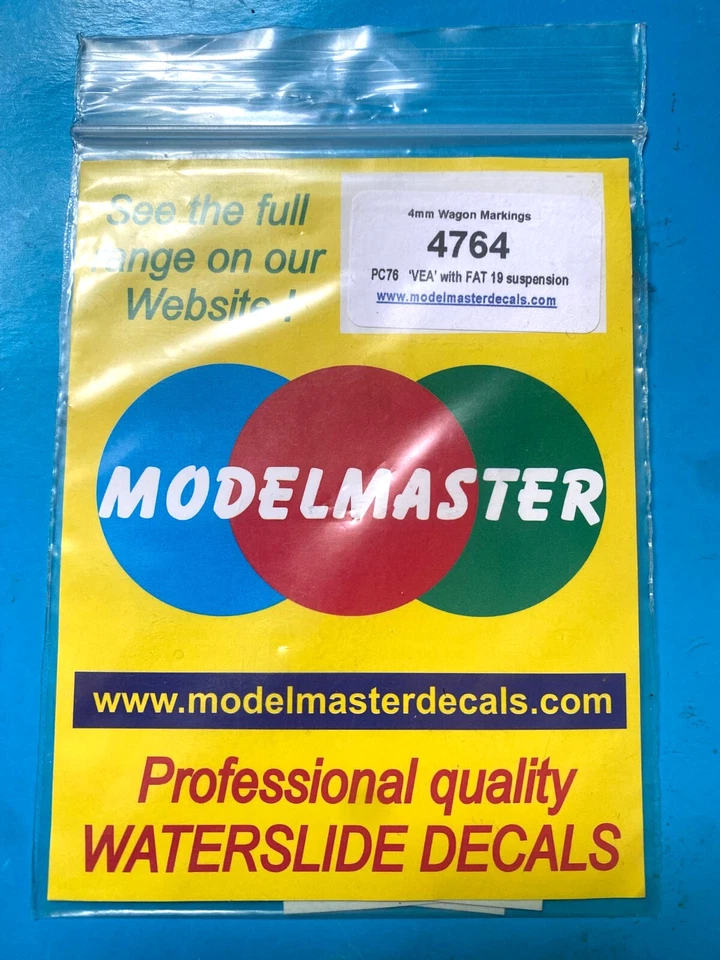 See the full
range on our
Website !
4mm Wagon Markings
4764
PC76 'VEA' with FAT 19 suspension
www.modelmasterdecals.com
MODELMASTER
www.modelmasterdecals.com
Professional quality
WATERSLIDE DECALS